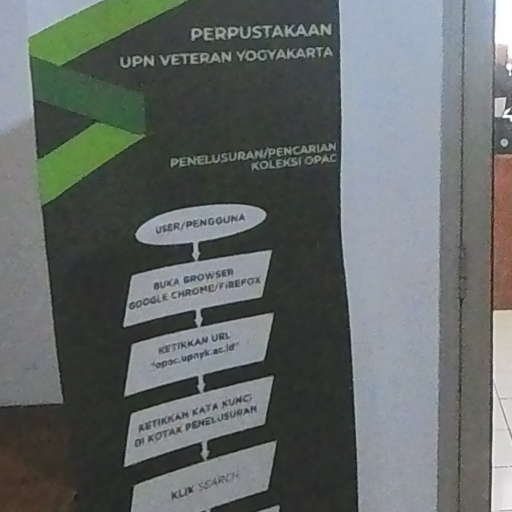 PERPUSTAKAAN
UPN VETERAN YOGYAKARTA
PENELUSURAN/PENCARIAN
KOLEKSI OPAC
USER/PENGGUNA
BUKA BROWSER
GOOGLE CHROME/FIREFOX
KETIKKAN URL
"opac.upnyk.ac.id"
KETIKKAN KATA KUNCI
DI KOTAK PENELUSURAN
KLIK SEARCH